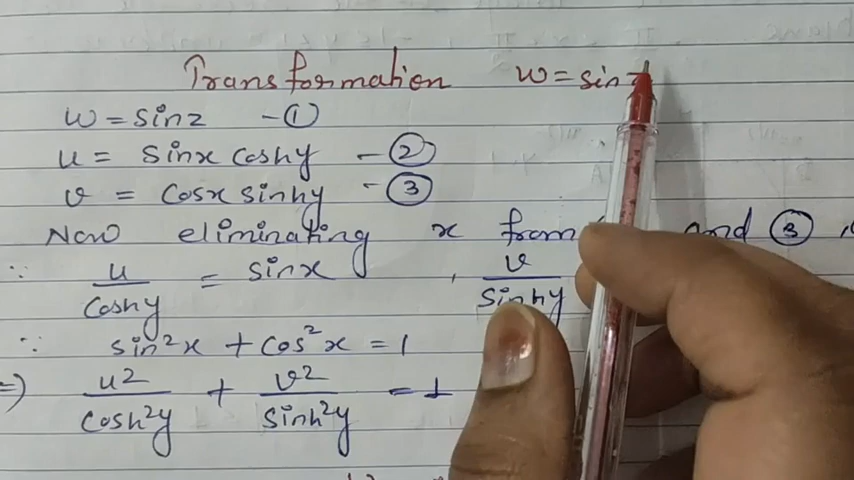 Transformation w = sin
w = sinz - ①
u = sinx coshy - ②
v = cosx sinhy - ③
Now eliminating x from and ③,
∵ u/coshy = sinx , v/sinhy
∵ sin²x + cos²x = 1
=> u²/cosh²y + v²/sinh²y = 1